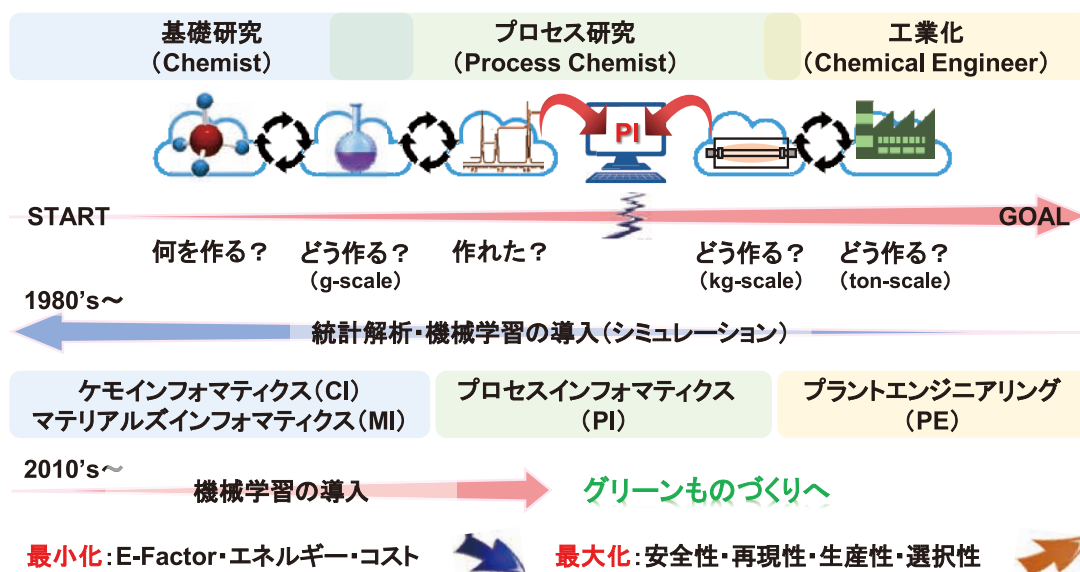 基礎研究
（Chemist）
プロセス研究
（Process Chemist）
工業化
（Chemical Engineer）
PI
START
GOAL
何を作る？
どう作る？
（g-scale）
作れた？
どう作る？
（kg-scale）
どう作る？
（ton-scale）
1980's～
統計解析・機械学習の導入（シミュレーション）
ケモインフォマティクス（CI）
マテリアルズインフォマティクス（MI）
プロセスインフォマティクス
（PI）
プラントエンジニアリング
（PE）
2010's～
機械学習の導入
グリーンものづくりへ
最小化：E-Factor・エネルギー・コスト
最大化：安全性・再現性・生産性・選択性